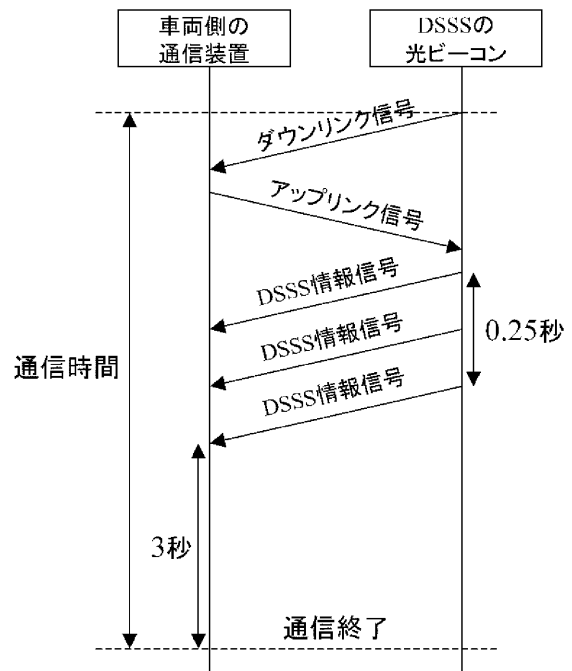 車両側の
通信装置
DSSSの
光ビーコン
ダウンリンク信号
アップリンク信号
DSSS情報信号
DSSS情報信号
0.25秒
通信時間
DSSS情報信号
3秒
通信終了